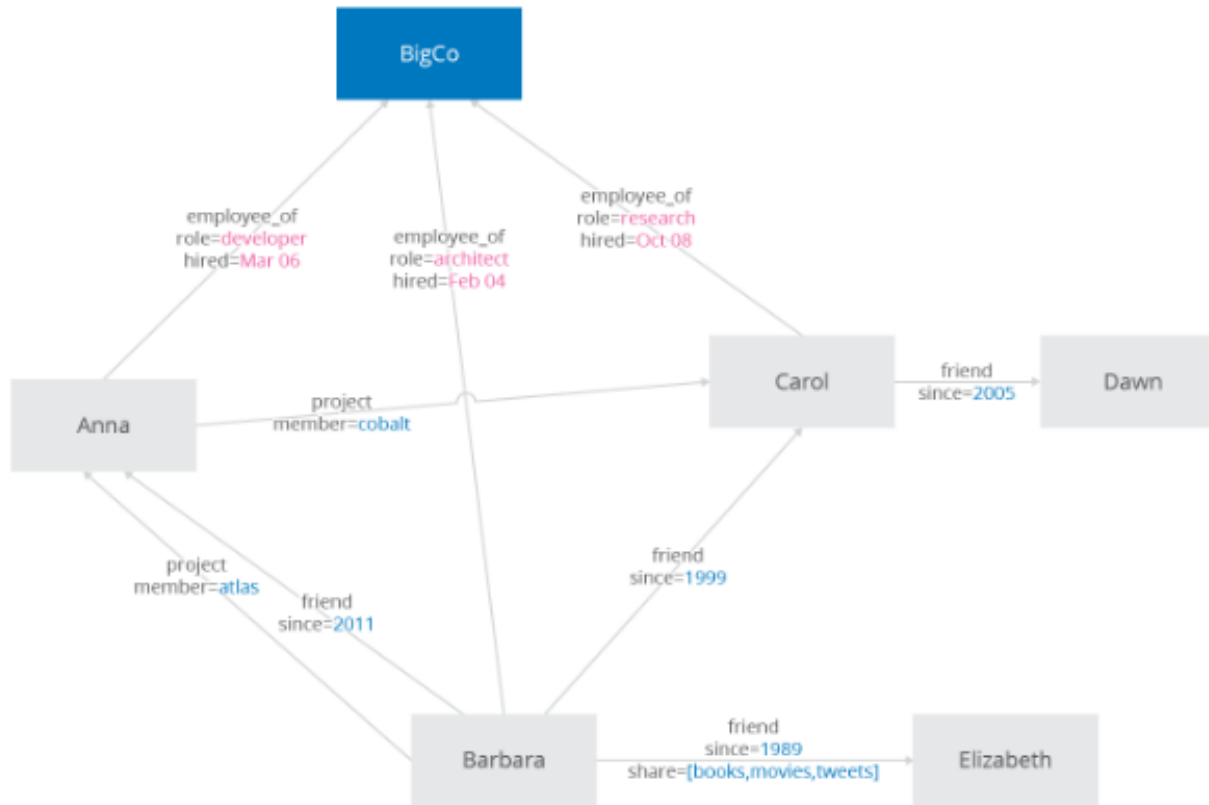 BigCo
employee_of
role=research
hired=Oct 08
employee_of
role=developer
hired=Mar 06
employee_of
role=architect
hired=Feb 04
Carol
friend
since=2005
Dawn
Anna
project
member=cobalt
project
member=atlas
friend
since=2011
friend
since=1999
Barbara
friend
since=1989
share=[books,movies,tweets]
Elizabeth